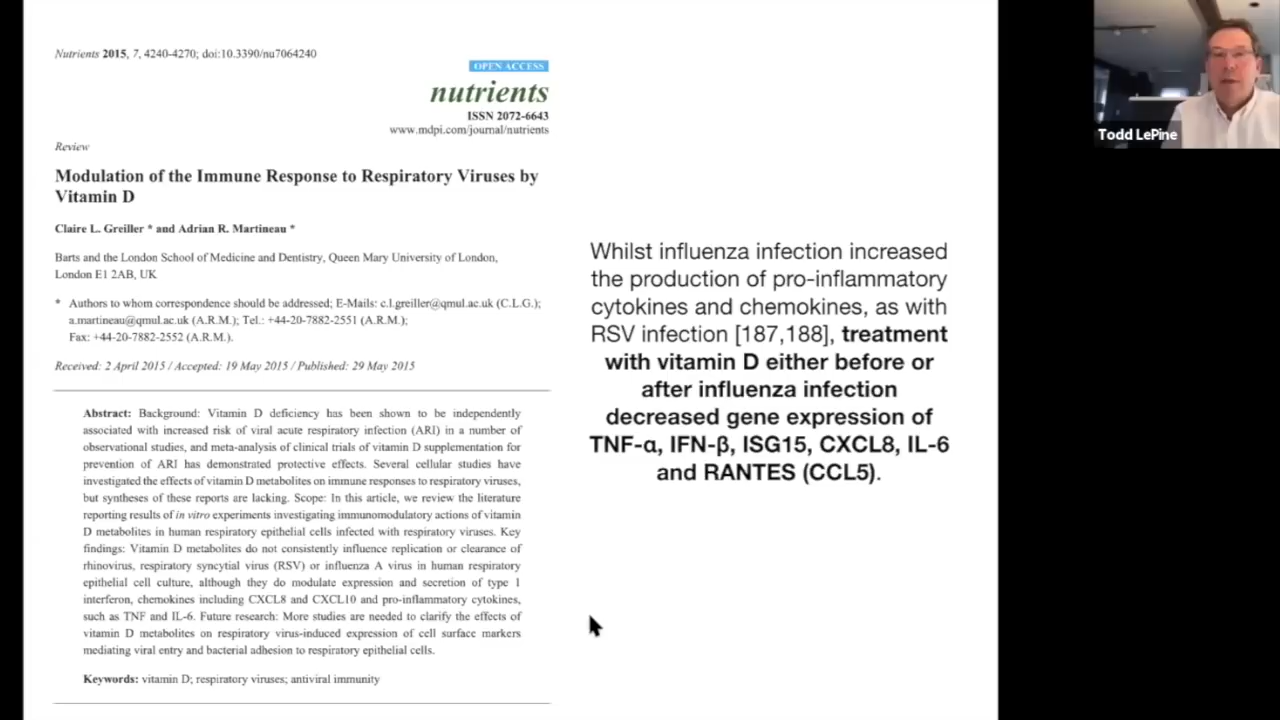 Nutrients 2015, 7, 4240-4270; doi:10.3390/nu7064240
OPEN ACCESS
nutrients
ISSN 2072-6643
www.mdpi.com/journal/nutrients
Review
Modulation of the Immune Response to Respiratory Viruses by
Vitamin D
Claire L. Greiller * and Adrian R. Martineau *
Barts and the London School of Medicine and Dentistry, Queen Mary University of London,
London E1 2AB, UK
* Authors to whom correspondence should be addressed; E-Mails: c.l.greiller@qmul.ac.uk (C.L.G.);
a.martineau@qmul.ac.uk (A.R.M.); Tel.: +44-20-7882-2551 (A.R.M.);
Fax: +44-20-7882-2552 (A.R.M.).
Received: 2 April 2015 / Accepted: 19 May 2015 / Published: 29 May 2015
Abstract: Background: Vitamin D deficiency has been shown to be independently
associated with increased risk of viral acute respiratory infection (ARI) in a number of
observational studies, and meta-analysis of clinical trials of vitamin D supplementation for
prevention of ARI has demonstrated protective effects. Several cellular studies have
investigated the effects of vitamin D metabolites on immune responses to respiratory viruses,
but syntheses of these reports are lacking. Scope: In this article, we review the literature
reporting results of in vitro experiments investigating immunomodulatory actions of vitamin
D metabolites in human respiratory epithelial cells infected with respiratory viruses. Key
findings: Vitamin D metabolites do not consistently influence replication or clearance of
rhinovirus, respiratory syncytial virus (RSV) or influenza A virus in human respiratory
epithelial cell culture, although they do modulate expression and secretion of type 1
interferon, chemokines including CXCL8 and CXCL10 and pro-inflammatory cytokines,
such as TNF and IL-6. Future research: More studies are needed to clarify the effects of
vitamin D metabolites on respiratory virus-induced expression of cell surface markers
mediating viral entry and bacterial adhesion to respiratory epithelial cells.
Keywords: vitamin D; respiratory viruses; antiviral immunity
Whilst influenza infection increased
the production of pro-inflammatory
cytokines and chemokines, as with
RSV infection [187,188], treatment
with vitamin D either before or
after influenza infection
decreased gene expression of
TNF-α, IFN-β, ISG15, CXCL8, IL-6
and RANTES (CCL5).
Todd LePine